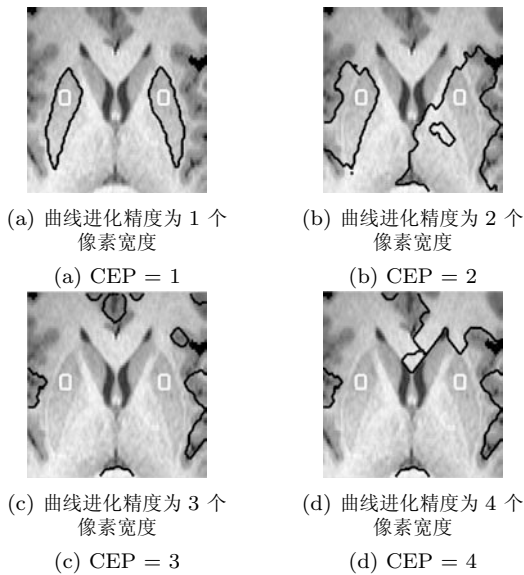 (a) 曲线进化精度为 1 个
像素宽度
(a) CEP = 1
(b) 曲线进化精度为 2 个
像素宽度
(b) CEP = 2
(c) 曲线进化精度为 3 个
像素宽度
(c) CEP = 3
(d) 曲线进化精度为 4 个
像素宽度
(d) CEP = 4